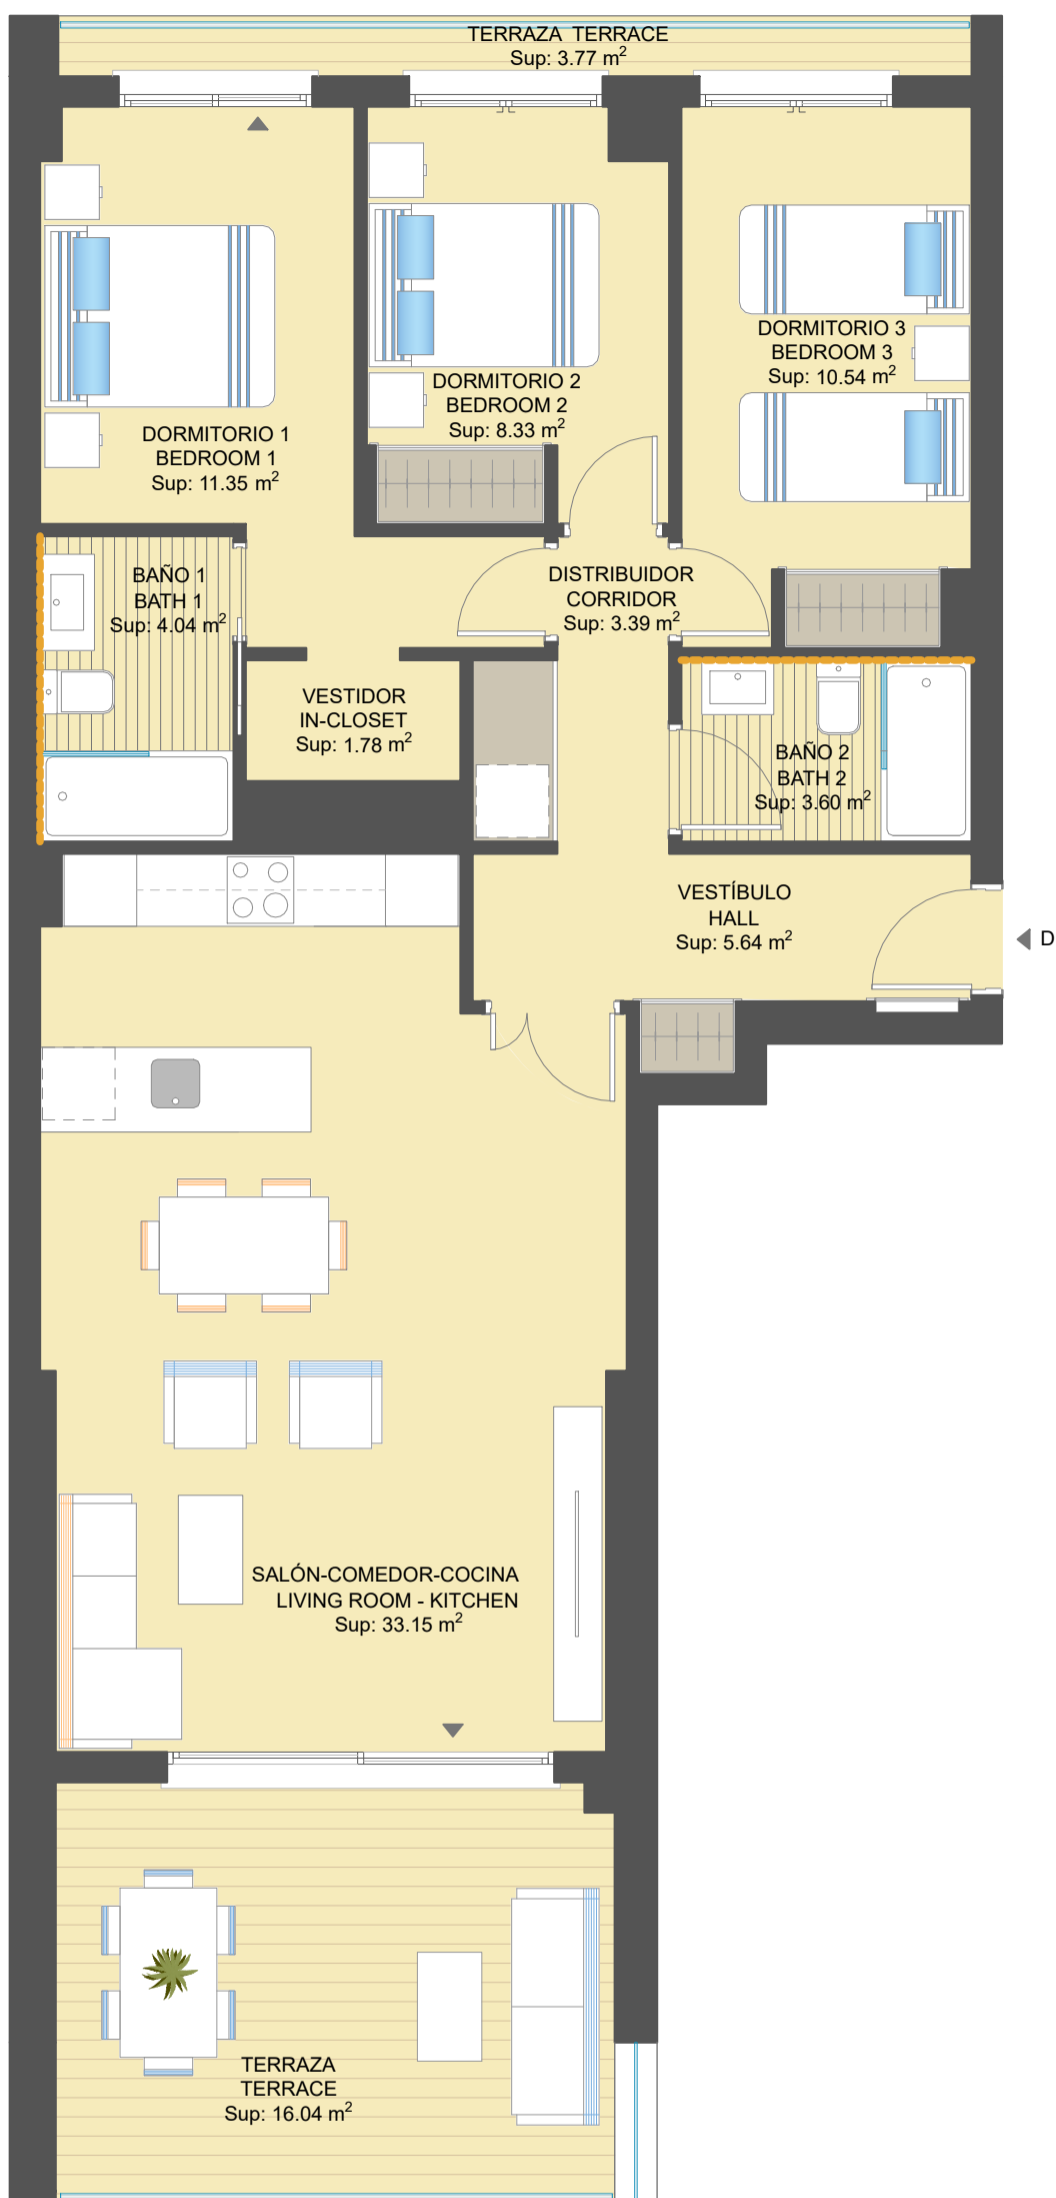 TERRAZA TERRACE
Sup: 3.77 m²
DORMITORIO 3
BEDROOM 3
Sup: 10.54 m²
DORMITORIO 2
BEDROOM 2
Sup: 8.33 m²
DORMITORIO 1
BEDROOM 1
Sup: 11.35 m²
BAÑO 1
BATH 1
Sup: 4.04 m²
DISTRIBUIDOR
CORRIDOR
Sup: 3.39 m²
VESTIDOR
IN-CLOSET
Sup: 1.78 m²
BAÑO 2
BATH 2
Sup: 3.60 m²
VESTÍBULO
HALL
Sup: 5.64 m²
D
SALÓN-COMEDOR-COCINA
LIVING ROOM - KITCHEN
Sup: 33.15 m²
TERRAZA
TERRACE
Sup: 16.04 m²